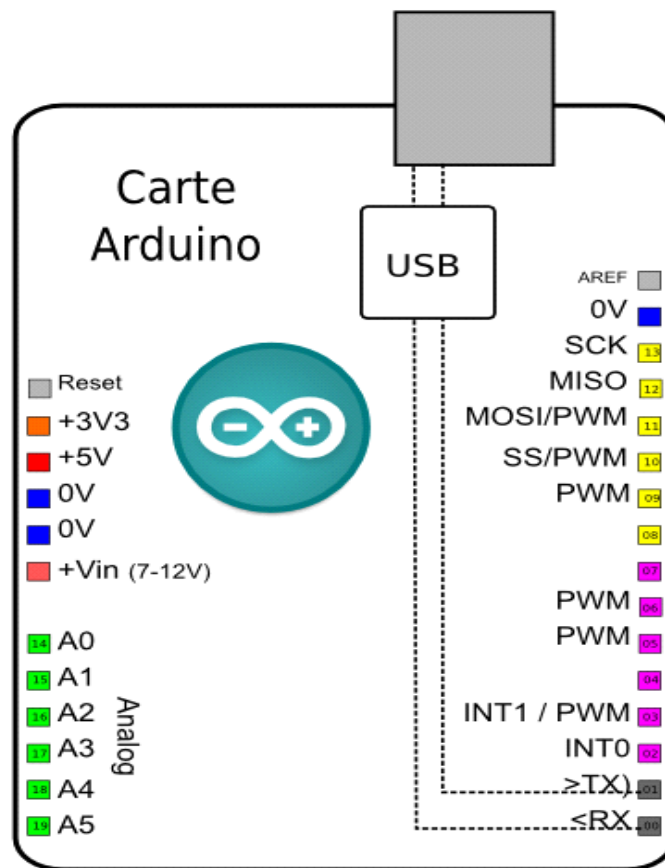 Carte
Arduino
USB
AREF
0V
SCK 13
MISO 12
MOSI/PWM 11
SS/PWM 10
PWM 09
08
07
PWM 06
PWM 05
04
INT1 / PWM 03
INT0 02
>TX) 01
<RX 00
Reset
+3V3
+5V
0V
0V
+Vin (7-12V)
14 A0
15 A1
16 A2
17 A3
18 A4
19 A5
Analog